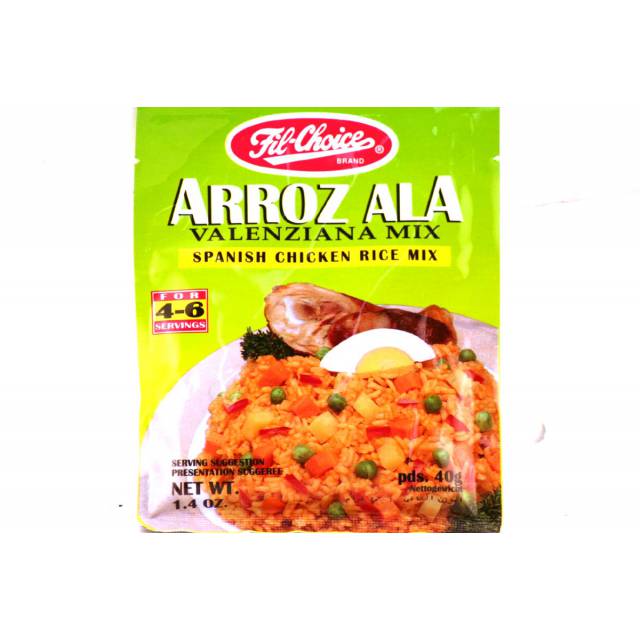 Fil-Choice®
BRAND
ARROZ ALA
VALENZIANA MIX
SPANISH CHICKEN RICE MIX
FOR
4-6
SERVINGS
SERVING SUGGESTION
PRESENTATION SUGGEREE
NET WT.
1.4 OZ.
pds. 40g
Nettogewicht